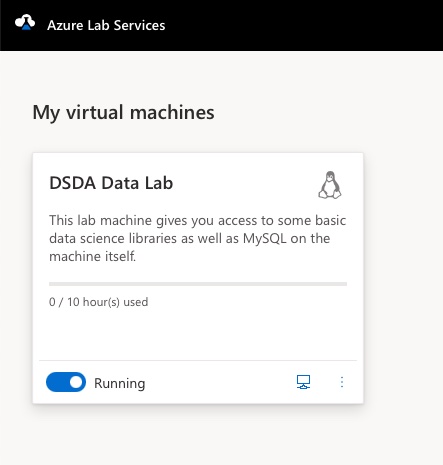 Azure Lab Services
My virtual machines
DSDA Data Lab
This lab machine gives you access to some basic
data science libraries as well as MySQL on the
machine itself.
0 / 10 hour(s) used
Running